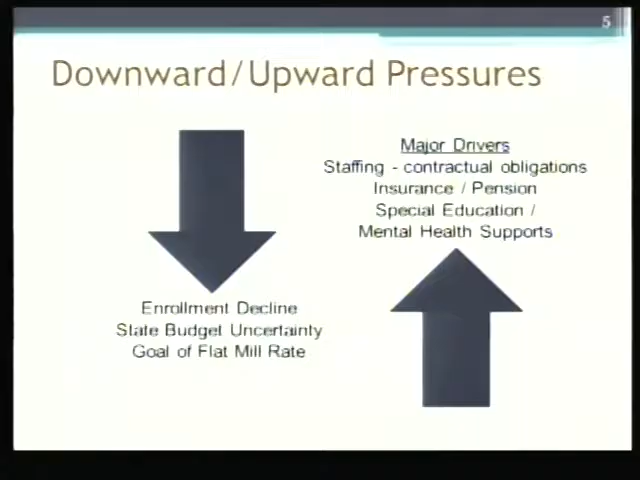 5
Downward/Upward Pressures
Major Drivers
Staffing - contractual obligations
Insurance / Pension
Special Education /
Mental Health Supports
Enrollment Decline
State Budget Uncertainty
Goal of Flat Mill Rate